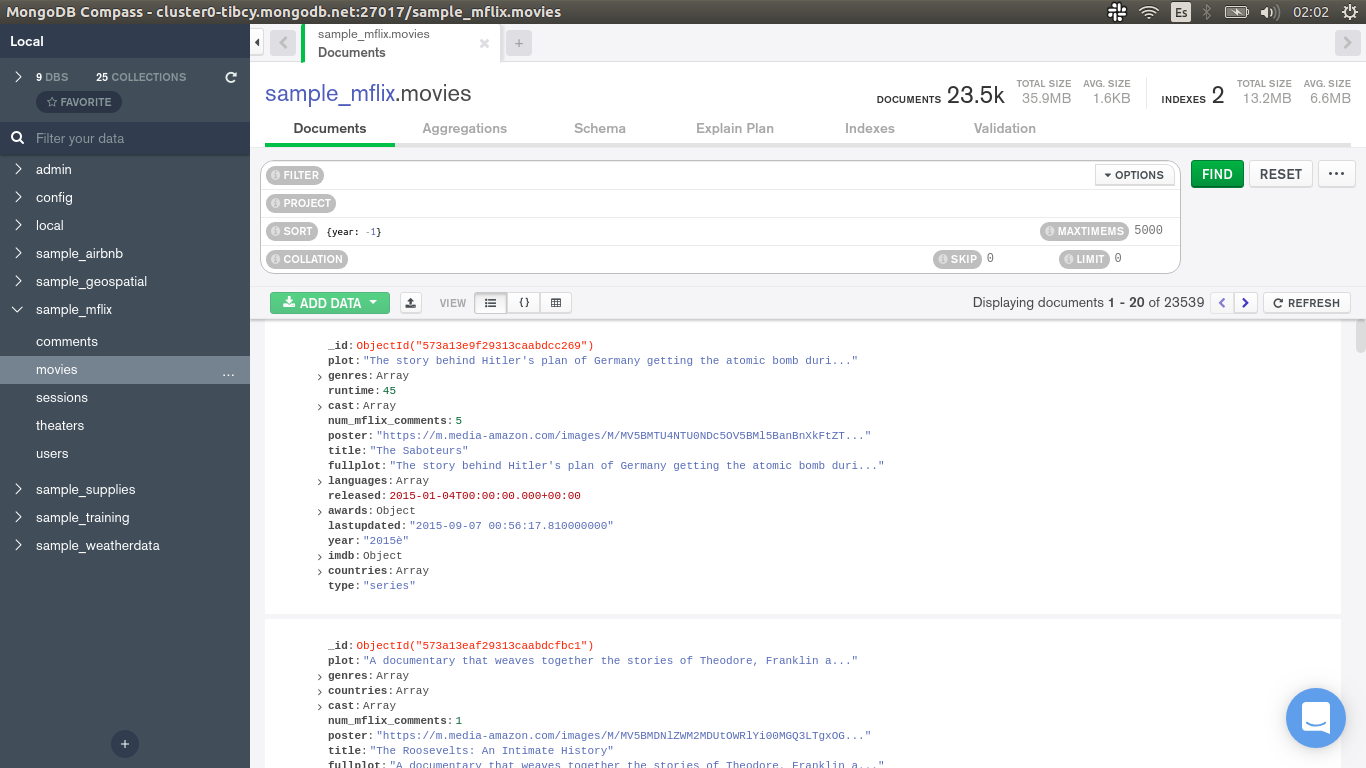 MongoDB Compass - cluster0-tibcy.mongodb.net:27017/sample_mflix.movies
Es
02:02
Local
9 DBS 25 COLLECTIONS
FAVORITE
Filter your data
admin
config
local
sample_airbnb
sample_geospatial
sample_mflix
comments
movies
...
sessions
theaters
users
sample_supplies
sample_training
sample_weatherdata
+
sample_mflix.movies
Documents
+
sample_mflix.movies
DOCUMENTS 23.5k TOTAL SIZE 35.9MB AVG. SIZE 1.6KB
INDEXES 2 TOTAL SIZE 13.2MB AVG. SIZE 6.6MB
Documents Aggregations Schema Explain Plan Indexes Validation
FILTER OPTIONS
FIND RESET ...
PROJECT
SORT {year: -1} MAXTIMEMS 5000
COLLATION SKIP 0 LIMIT 0
ADD DATA VIEW {} Displaying documents 1 - 20 of 23539 < > REFRESH
_id: ObjectId("573a13e9f29313caabdcc269")
plot: "The story behind Hitler's plan of Germany getting the atomic bomb duri..."
genres: Array
runtime: 45
cast: Array
num_mflix_comments: 5
poster: "https://m.media-amazon.com/images/M/MV5BMTU4NTU0NDc5OV5BMl5BanBnXkFtZT..."
title: "The Saboteurs"
fullplot: "The story behind Hitler's plan of Germany getting the atomic bomb duri..."
languages: Array
released: 2015-01-04T00:00:00.000+00:00
awards: Object
lastupdated: "2015-09-07 00:56:17.810000000"
year: "2015è"
imdb: Object
countries: Array
type: "series"
_id: ObjectId("573a13eaf29313caabdcfbc1")
plot: "A documentary that weaves together the stories of Theodore, Franklin a..."
genres: Array
countries: Array
cast: Array
num_mflix_comments: 1
poster: "https://m.media-amazon.com/images/M/MV5BMDNlZWM2MDUtOWRlYi00MGQ3LTgxOG..."
title: "The Roosevelts: An Intimate History"
fullplot: "A documentary that weaves together the stories of Theodore, Franklin a..."